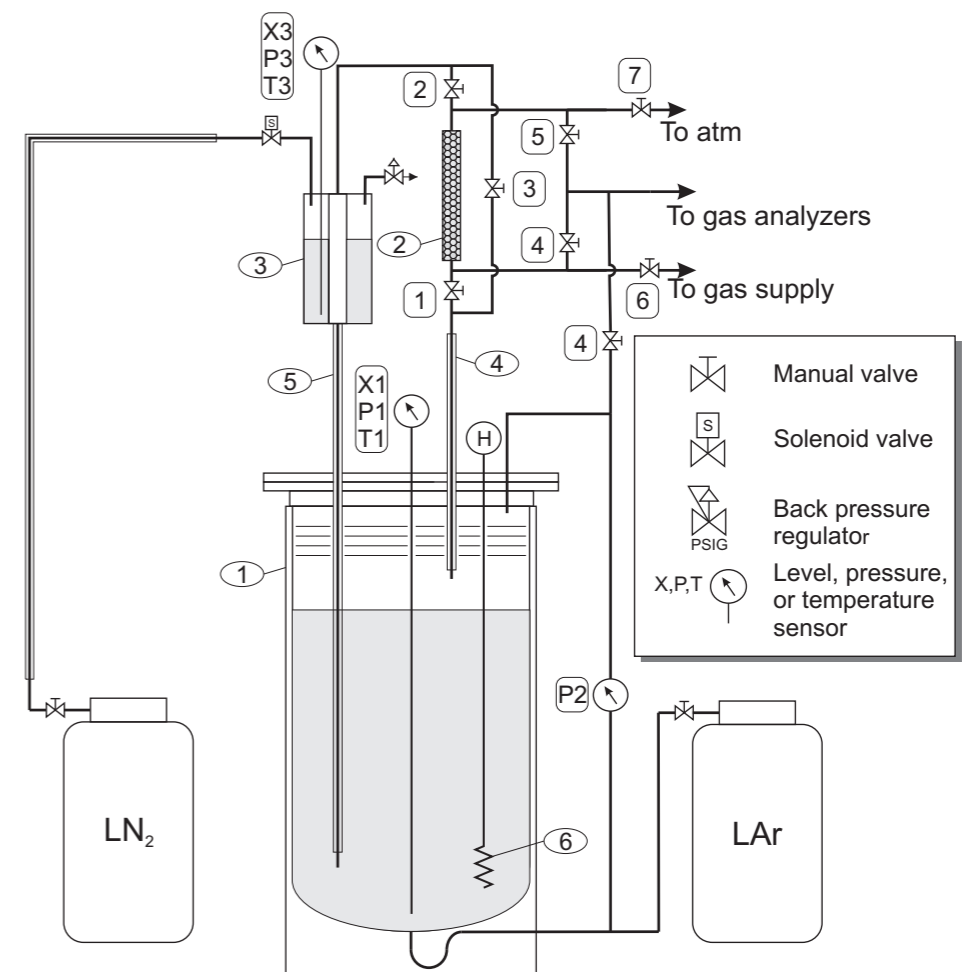 X3
P3
T3
S
2
7
To atm
5
3
To gas analyzers
2
3
4
1
6
To gas supply
4
4
5
X1
P1
T1
H
Manual valve
S
Solenoid valve
PSIG
Back pressure
regulator
X,P,T
Level, pressure,
or temperature
sensor
1
P2
6
LN₂
LAr